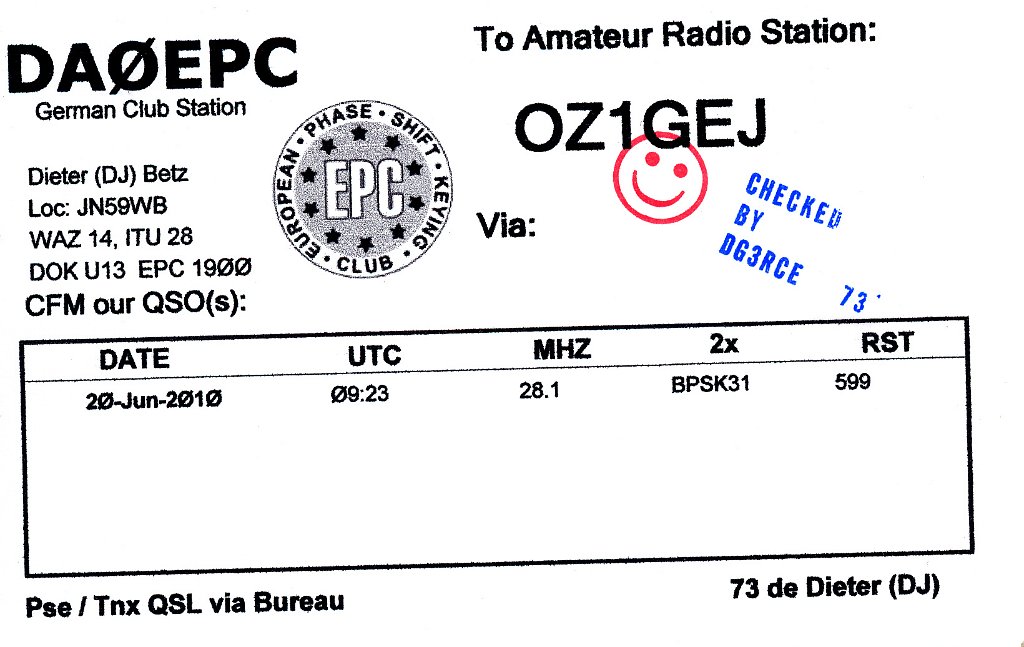 DAØEPC
German Club Station
Dieter (DJ) Betz
Loc: JN59WB
WAZ 14, ITU 28
DOK U13 EPC 19ØØ
CFM our QSO(s):
EUROPEAN • PHASE • SHIFT • KEYING • CLUB •
EPC
To Amateur Radio Station:
OZ1GEJ
Via:
CHECKED
BY
DG3RCE 73
DATE UTC MHZ 2x RST
2Ø-Jun-2Ø1Ø Ø9:23 28.1 BPSK31 599
Pse / Tnx QSL via Bureau
73 de Dieter (DJ)